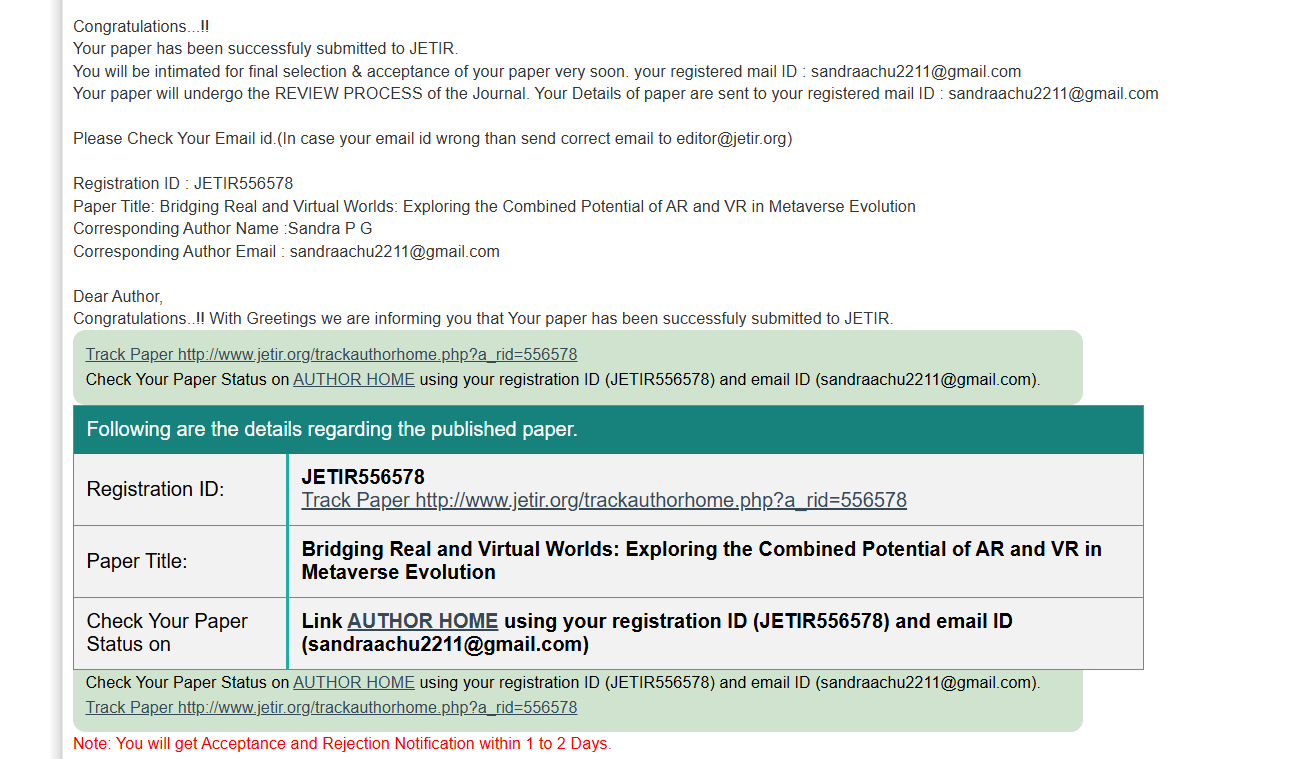 Congratulations...!!
Your paper has been successfuly submitted to JETIR.
You will be intimated for final selection & acceptance of your paper very soon. your registered mail ID : sandraachu2211@gmail.com
Your paper will undergo the REVIEW PROCESS of the Journal. Your Details of paper are sent to your registered mail ID : sandraachu2211@gmail.com
Please Check Your Email id.(In case your email id wrong than send correct email to editor@jetir.org)
Registration ID : JETIR556578
Paper Title: Bridging Real and Virtual Worlds: Exploring the Combined Potential of AR and VR in Metaverse Evolution
Corresponding Author Name :Sandra P G
Corresponding Author Email : sandraachu2211@gmail.com
Dear Author,
Congratulations..!! With Greetings we are informing you that Your paper has been successfuly submitted to JETIR.
Track Paper http://www.jetir.org/trackauthorhome.php?a_rid=556578
Check Your Paper Status on AUTHOR HOME using your registration ID (JETIR556578) and email ID (sandraachu2211@gmail.com).
Following are the details regarding the published paper.
Registration ID:
JETIR556578
Track Paper http://www.jetir.org/trackauthorhome.php?a_rid=556578
Paper Title:
Bridging Real and Virtual Worlds: Exploring the Combined Potential of AR and VR in
Metaverse Evolution
Check Your Paper
Status on
Link AUTHOR HOME using your registration ID (JETIR556578) and email ID
(sandraachu2211@gmail.com)
Check Your Paper Status on AUTHOR HOME using your registration ID (JETIR556578) and email ID (sandraachu2211@gmail.com).
Track Paper http://www.jetir.org/trackauthorhome.php?a_rid=556578
Note: You will get Acceptance and Rejection Notification within 1 to 2 Days.